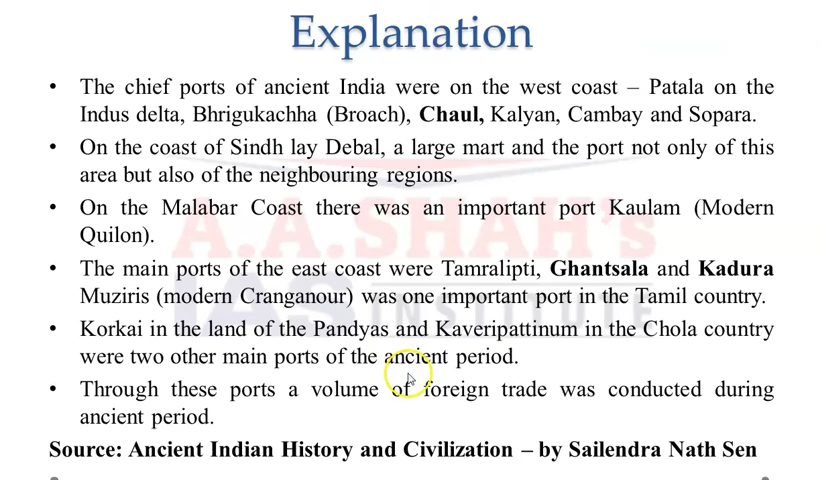 Explanation
• The chief ports of ancient India were on the west coast – Patala on the
Indus delta, Bhrigukachha (Broach), Chaul, Kalyan, Cambay and Sopara.
• On the coast of Sindh lay Debal, a large mart and the port not only of this
area but also of the neighbouring regions.
• On the Malabar Coast there was an important port Kaulam (Modern
Quilon).
• The main ports of the east coast were Tamralipti, Ghantsala and Kadura
Muziris (modern Cranganour) was one important port in the Tamil country.
• Korkai in the land of the Pandyas and Kaveripattinum in the Chola country
were two other main ports of the ancient period.
• Through these ports a volume of foreign trade was conducted during
ancient period.
Source: Ancient Indian History and Civilization – by Sailendra Nath Sen
A.A.SHAH's
IAS INSTITUTE